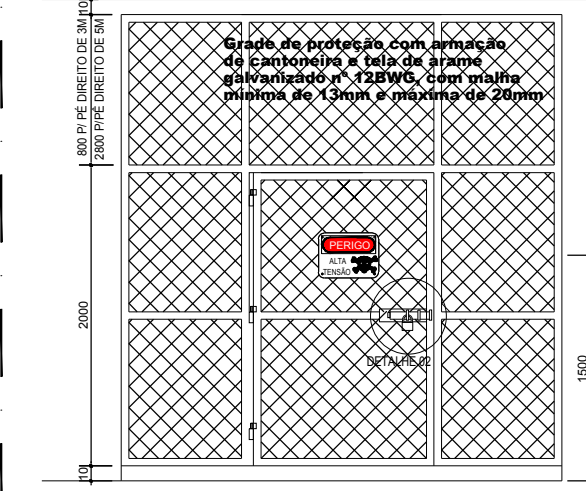 Grade de proteção com armação
de cantoneira e tela de arame
galvanizado nº 12BWG, com malha
mínima de 13mm e máxima de 20mm
10
800 P/ PÉ DIREITO DE 3M
2800 P/PÉ DIREITO DE 5M
PERIGO
ALTA
TENSÃO
DETALHE 02
2000
1500
10